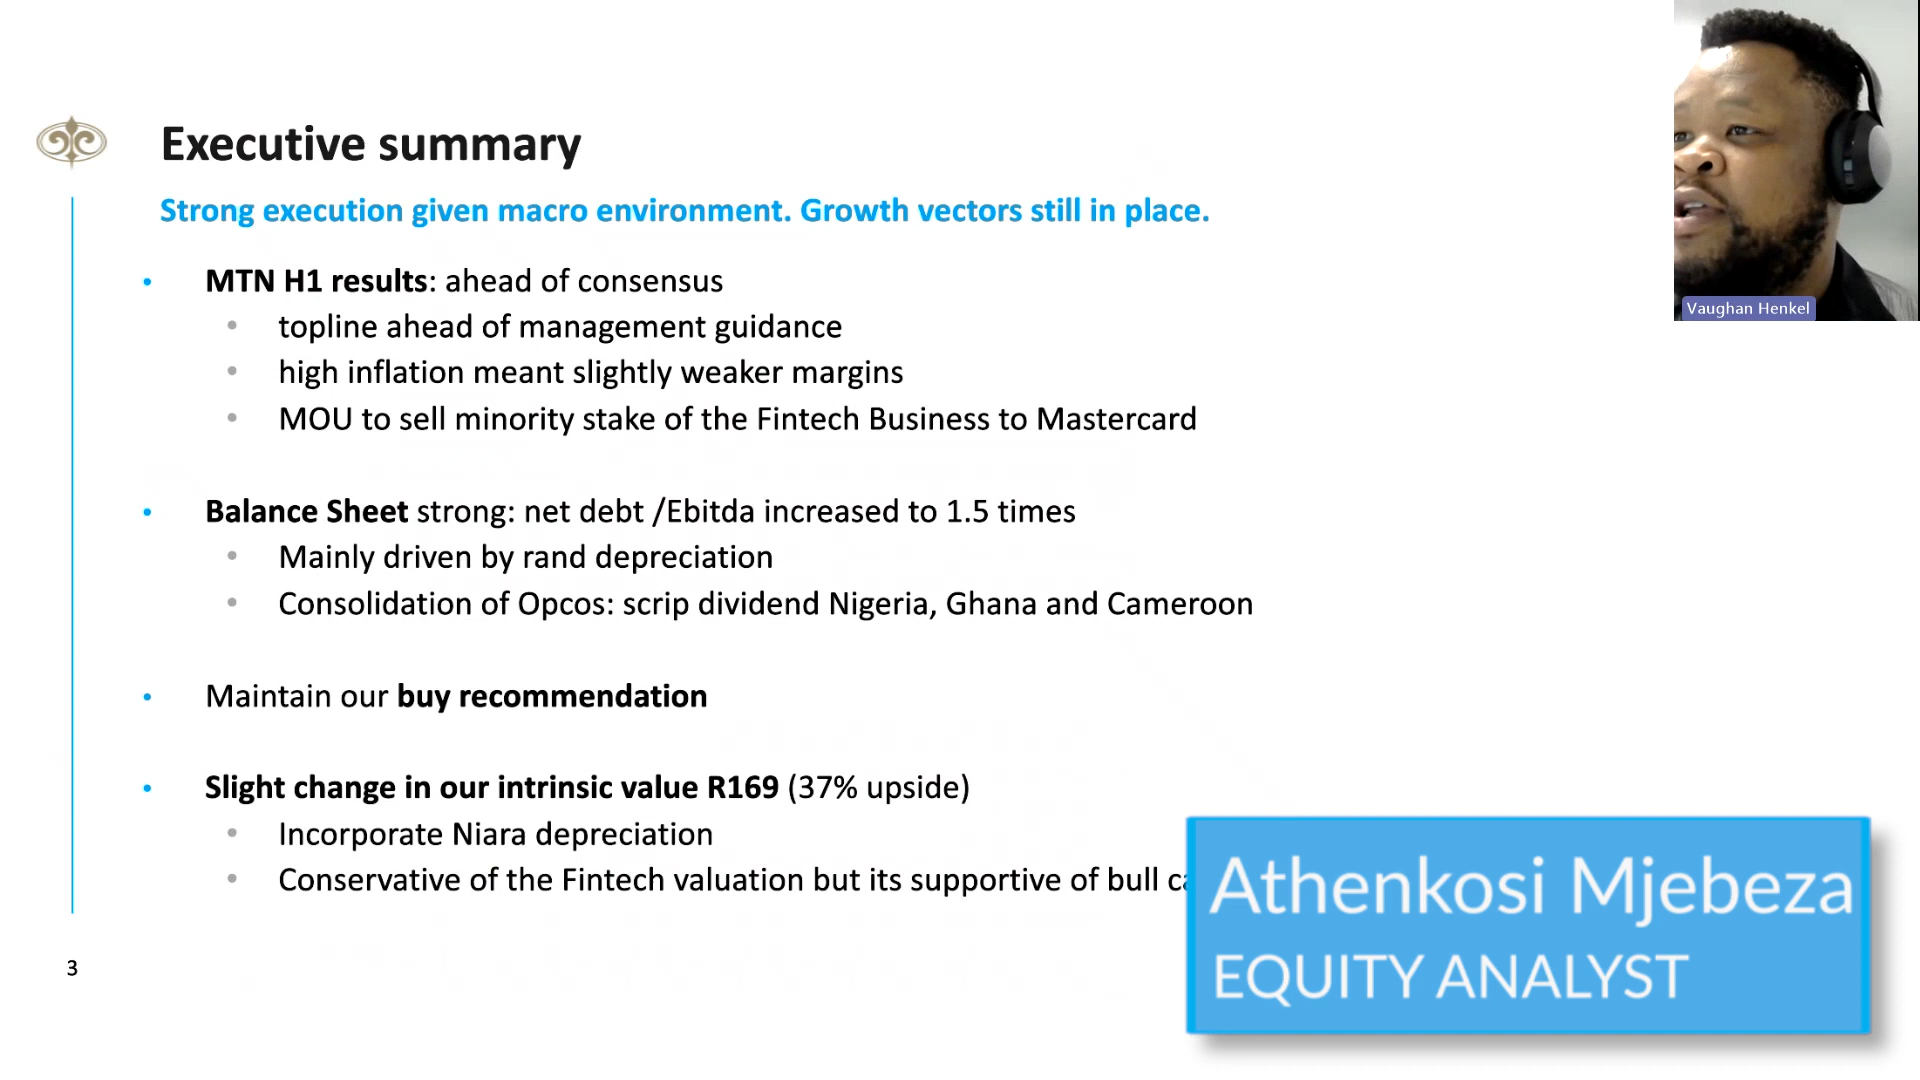 Executive summary
Strong execution given macro environment. Growth vectors still in place.
• MTN H1 results: ahead of consensus
• topline ahead of management guidance
• high inflation meant slightly weaker margins
• MOU to sell minority stake of the Fintech Business to Mastercard
• Balance Sheet strong: net debt /Ebitda increased to 1.5 times
• Mainly driven by rand depreciation
• Consolidation of Opcos: scrip dividend Nigeria, Ghana and Cameroon
• Maintain our buy recommendation
• Slight change in our intrinsic value R169 (37% upside)
• Incorporate Niara depreciation
• Conservative of the Fintech valuation but its supportive of bull
3
Vaughan Henkel
Athenkosi Mjebeza
EQUITY ANALYST